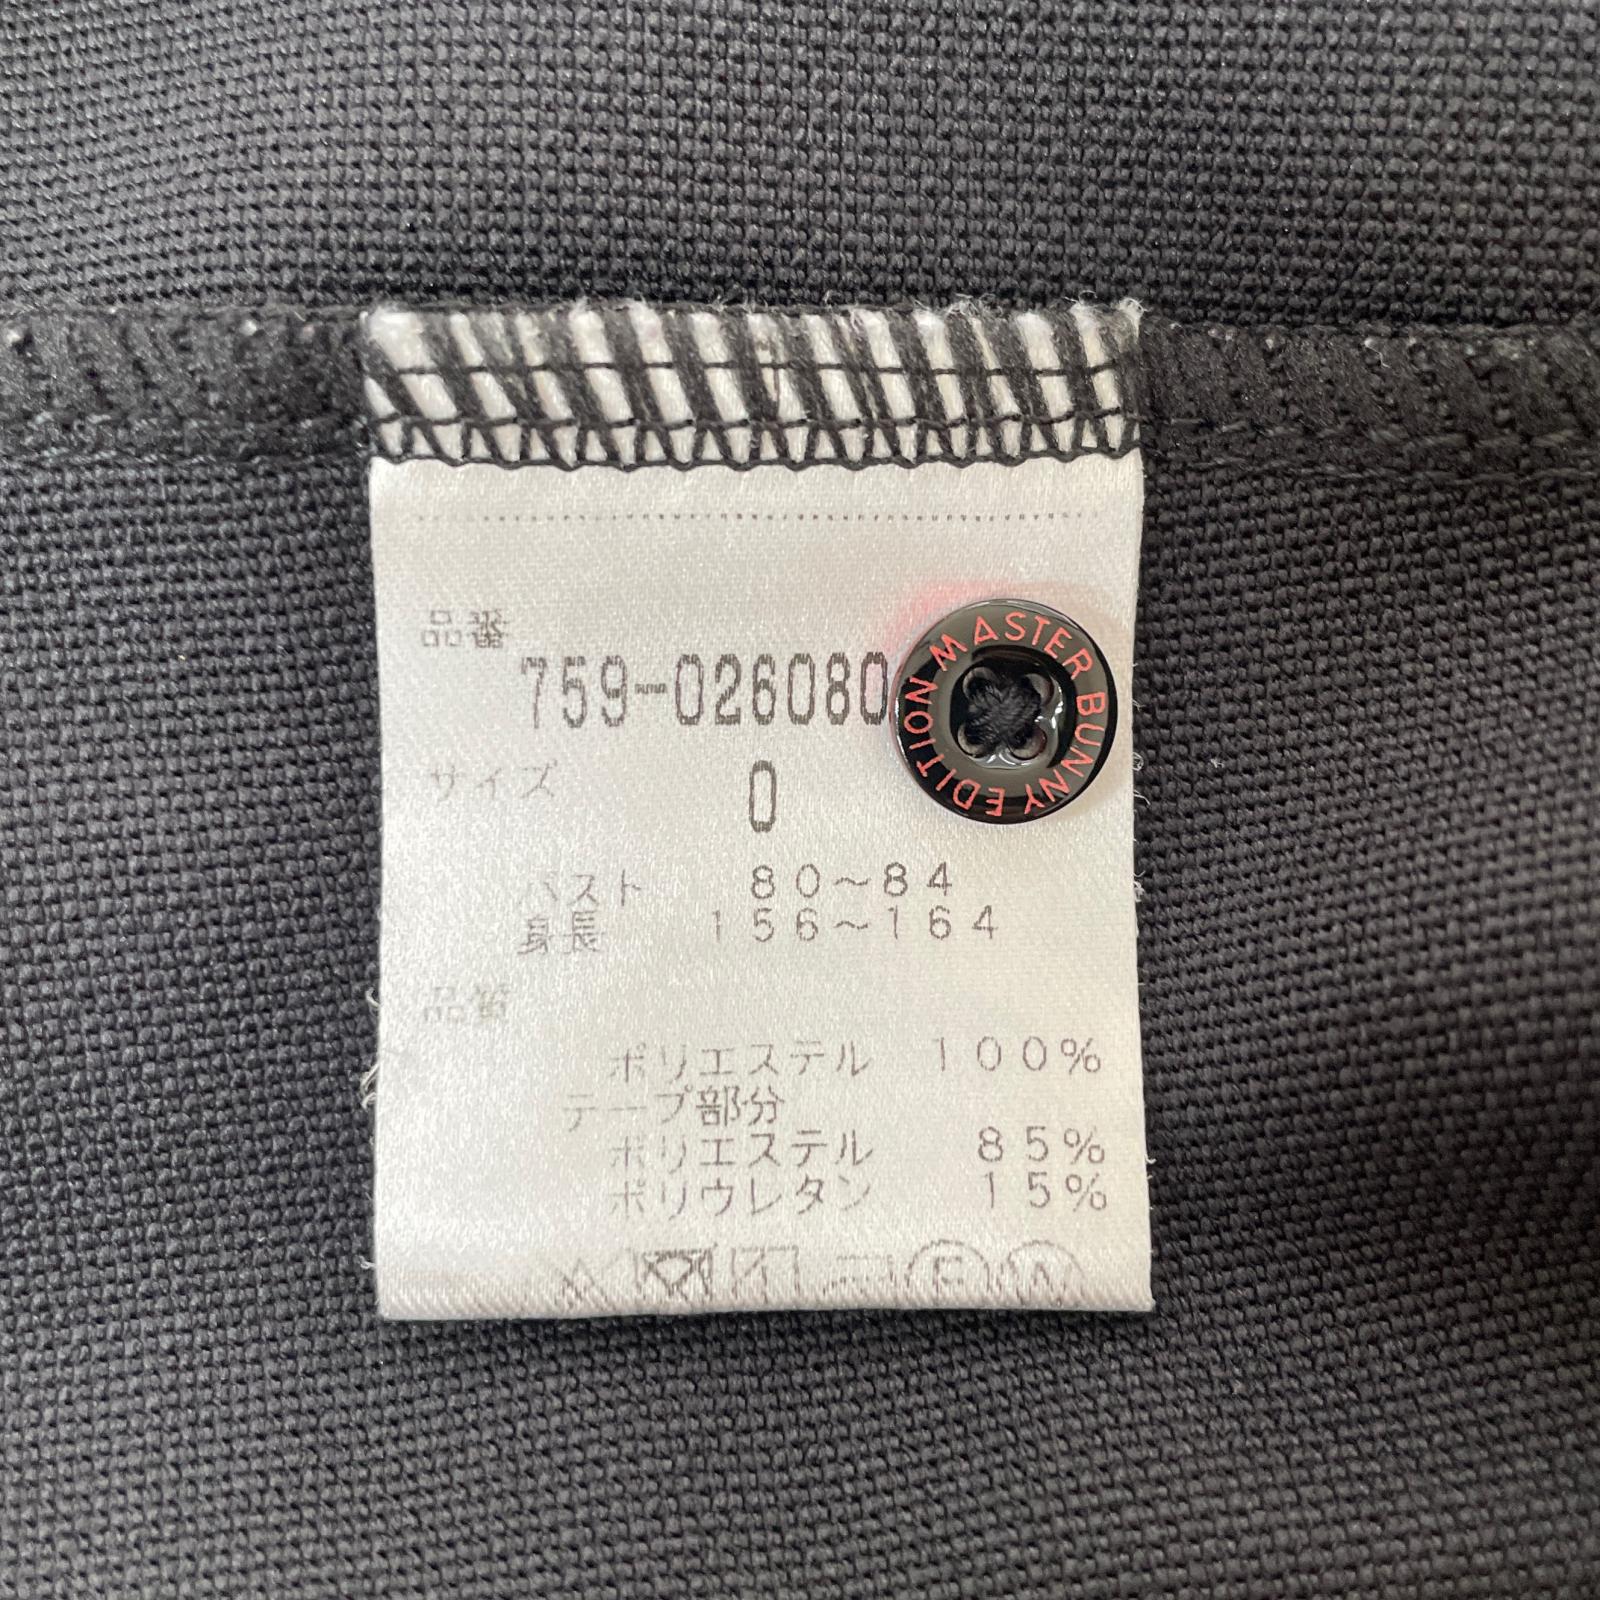 品番
759-026080
MASTER BUNNY EDITION
サイズ 0
バスト 80〜84
身長 156〜164
品質
ポリエステル 100%
テープ部分
ポリエステル 85%
ポリウレタン 15%
F W